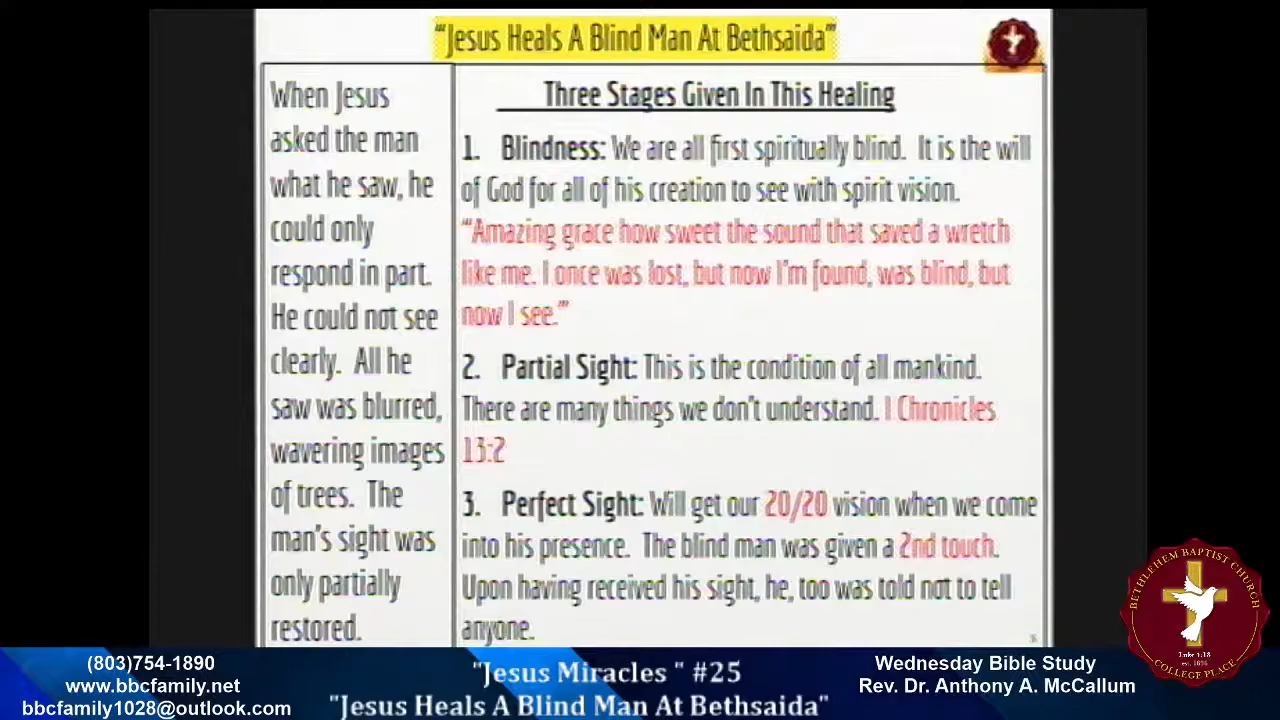 “Jesus Heals A Blind Man At Bethsaida”
When Jesus
asked the man
what he saw, he
could only
respond in part.
He could not see
clearly. All he
saw was blurred,
wavering images
of trees. The
man’s sight was
only partially
restored.
Three Stages Given In This Healing
1. Blindness: We are all first spiritually blind. It is the will
of God for all of his creation to see with spirit vision.
“Amazing grace how sweet the sound that saved a wretch
like me. I once was lost, but now I’m found, was blind, but
now I see.”
2. Partial Sight: This is the condition of all mankind.
There are many things we don’t understand. I Chronicles
13:2
3. Perfect Sight: Will get our 20/20 vision when we come
into his presence. The blind man was given a 2nd touch.
Upon having received his sight, he, too was told not to tell
anyone.
BETHLEHEM BAPTIST CHURCH
Luke 4:18
COLLEGE PLACE
(803)754-1890
www.bbcfamily.net
bbcfamily1028@outlook.com
"Jesus Miracles " #25
"Jesus Heals A Blind Man At Bethsaida"
Wednesday Bible Study
Rev. Dr. Anthony A. McCallum